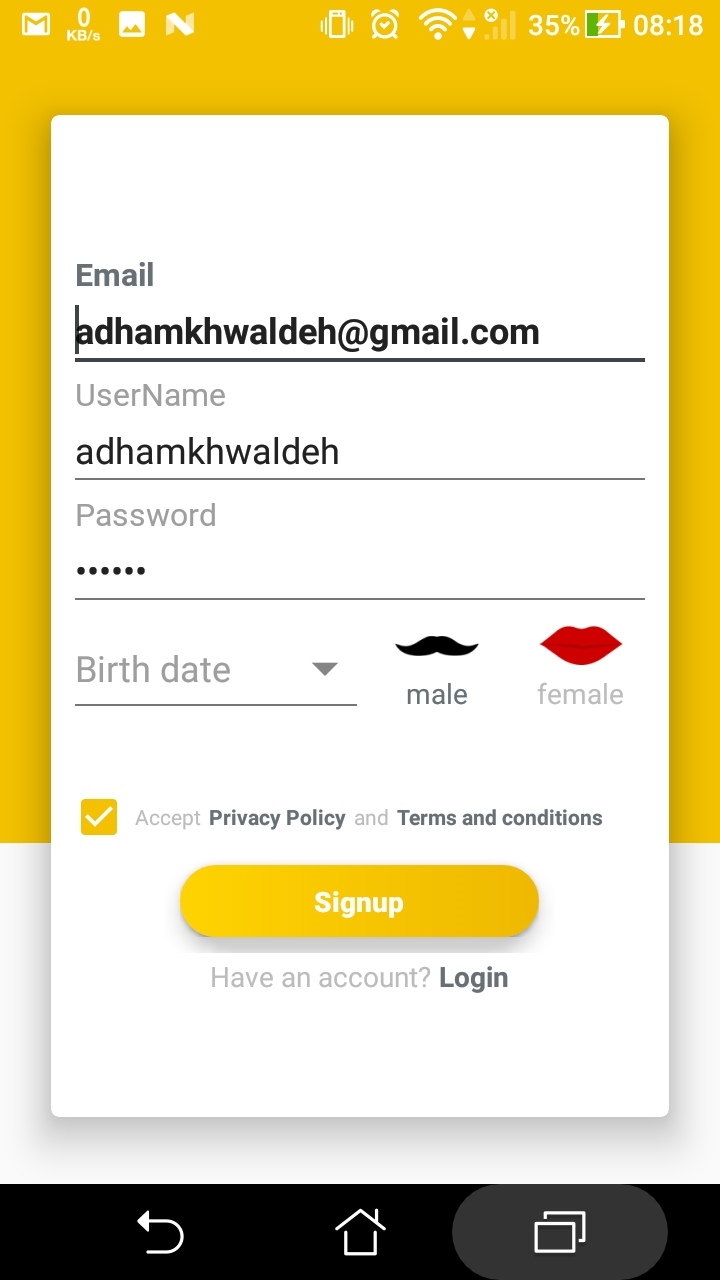 0 KB/s 35% 08:18
Email
adhamkhwaldeh@gmail.com
UserName
adhamkhwaldeh
Password
••••••
Birth date male female
Accept Privacy Policy and Terms and conditions
Signup
Have an account? Login